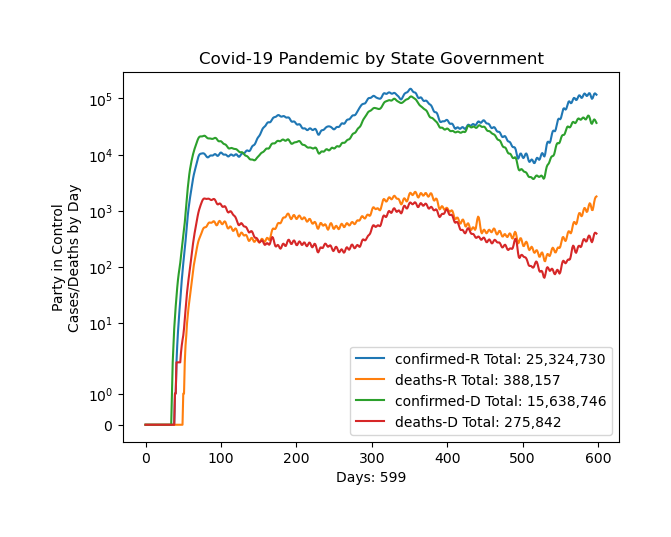 Covid-19 Pandemic by State Government
Party in Control
Cases/Deaths by Day
10^5
10^4
10^3
10^2
10^1
10^0
0
0 100 200 300 400 500 600
Days: 599
confirmed-R Total: 25,324,730
deaths-R Total: 388,157
confirmed-D Total: 15,638,746
deaths-D Total: 275,842